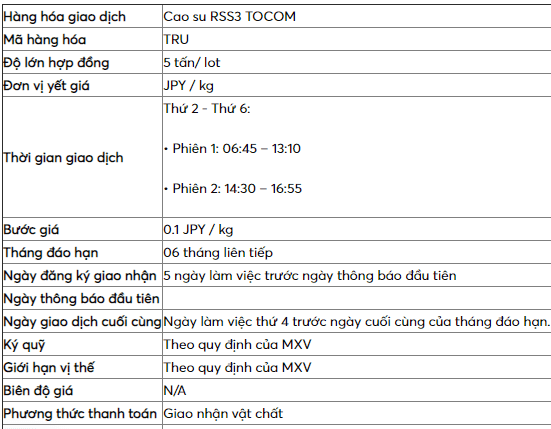 Hàng hóa giao dịch Cao su RSS3 TOCOM
Mã hàng hóa TRU
Độ lớn hợp đồng 5 tấn/ lot
Đơn vị yết giá JPY / kg
Thời gian giao dịch Thứ 2 - Thứ 6:
• Phiên 1: 06:45 – 13:10
• Phiên 2: 14:30 – 16:55
Bước giá 0.1 JPY / kg
Tháng đáo hạn 06 tháng liên tiếp
Ngày đăng ký giao nhận 5 ngày làm việc trước ngày thông báo đầu tiên
Ngày thông báo đầu tiên
Ngày giao dịch cuối cùng Ngày làm việc thứ 4 trước ngày cuối cùng của tháng đáo hạn.
Ký quỹ Theo quy định của MXV
Giới hạn vị thế Theo quy định của MXV
Biên độ giá N/A
Phương thức thanh toán Giao nhận vật chất